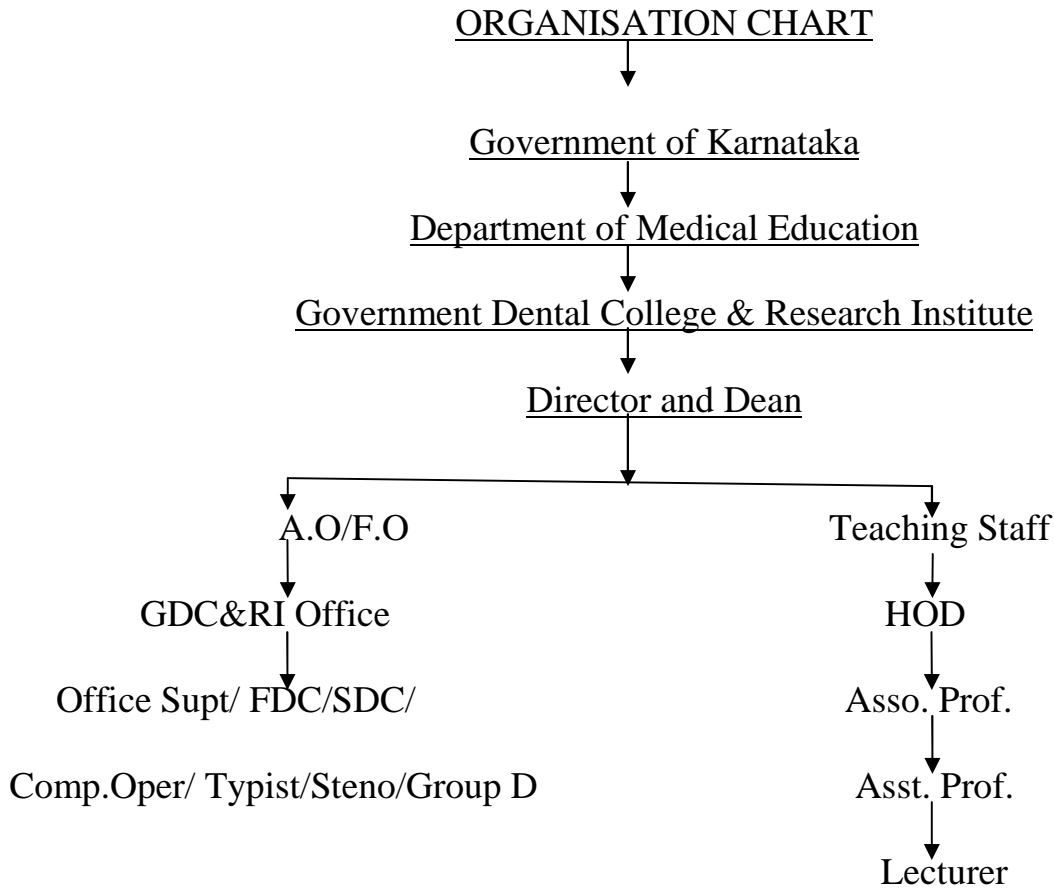 ORGANISATION CHART
Government of Karnataka
Department of Medical Education
Government Dental College & Research Institute
Director and Dean
A.O/F.O
Teaching Staff
GDC&RI Office
HOD
Office Supt/ FDC/SDC/
Asso. Prof.
Comp.Oper/ Typist/Steno/Group D
Asst. Prof.
Lecturer